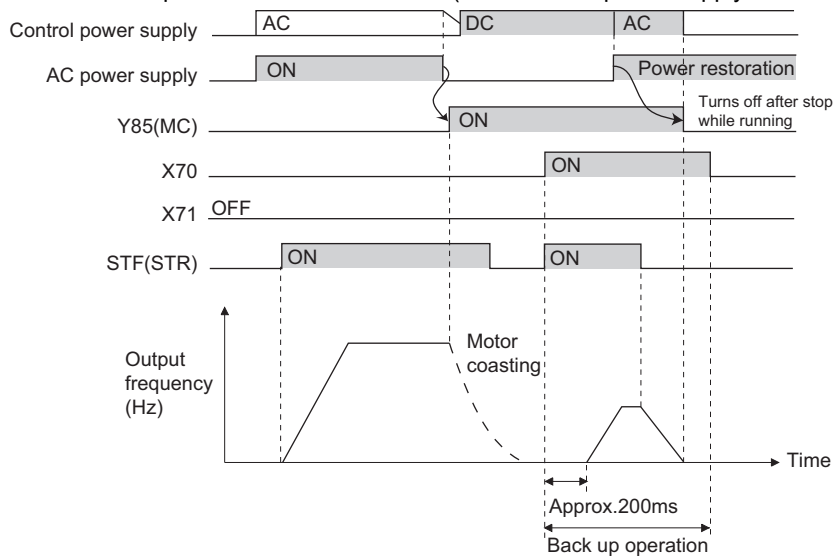 Control power supply
AC
DC
AC
AC power supply
ON
Power restoration
Y85(MC)
ON
Turns off after stop
while running
X70
ON
X71
OFF
STF(STR)
ON
ON
Output
frequency
(Hz)
Motor
coasting
Time
Approx.200ms
Back up operation